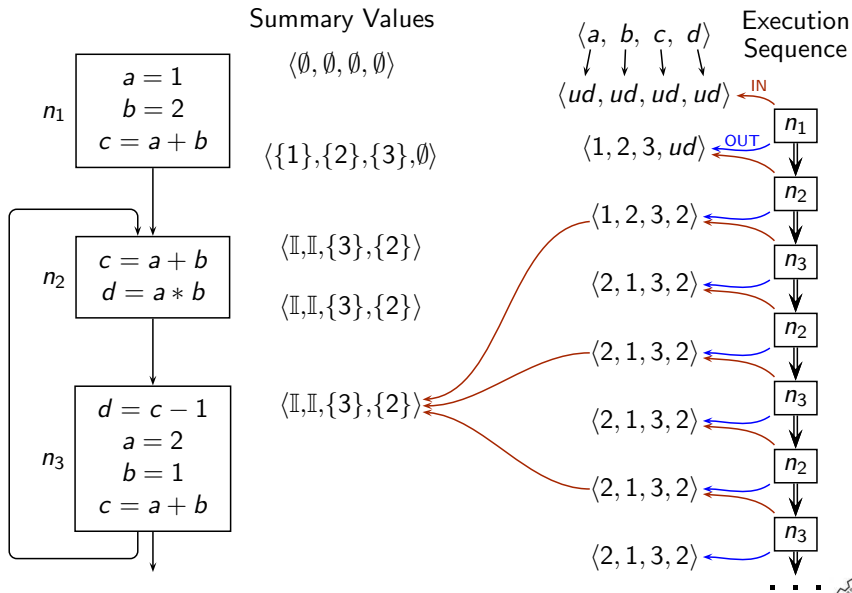 Summary Values
⟨a, b, c, d⟩
Execution
Sequence
n₁
a = 1
b = 2
c = a + b
⟨∅, ∅, ∅, ∅⟩
⟨{1},{2},{3},∅⟩
n₂
c = a + b
d = a ∗ b
⟨𝕀,𝕀,{3},{2}⟩
⟨𝕀,𝕀,{3},{2}⟩
n₃
d = c − 1
a = 2
b = 1
c = a + b
⟨𝕀,𝕀,{3},{2}⟩
⟨ud, ud, ud, ud⟩
IN
n₁
⟨1, 2, 3, ud⟩
OUT
n₂
⟨1, 2, 3, 2⟩
n₃
⟨2, 1, 3, 2⟩
n₂
⟨2, 1, 3, 2⟩
n₃
⟨2, 1, 3, 2⟩
n₂
⟨2, 1, 3, 2⟩
n₃
⟨2, 1, 3, 2⟩
. . .